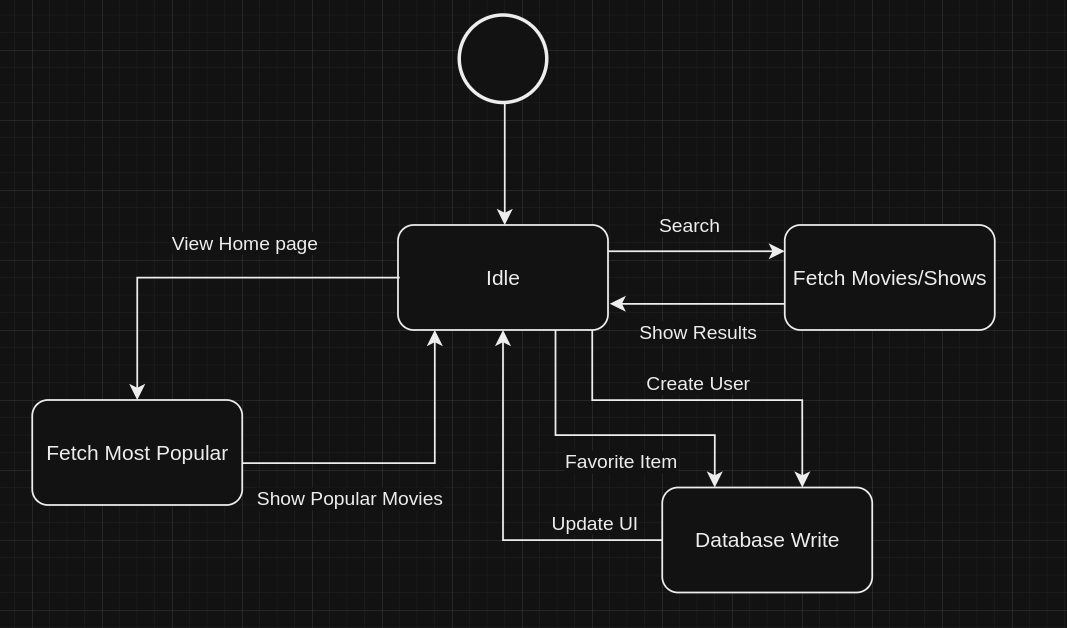 Search
View Home page
Idle
Fetch Movies/Shows
Show Results
Create User
Fetch Most Popular
Favorite Item
Show Popular Movies
Update UI
Database Write